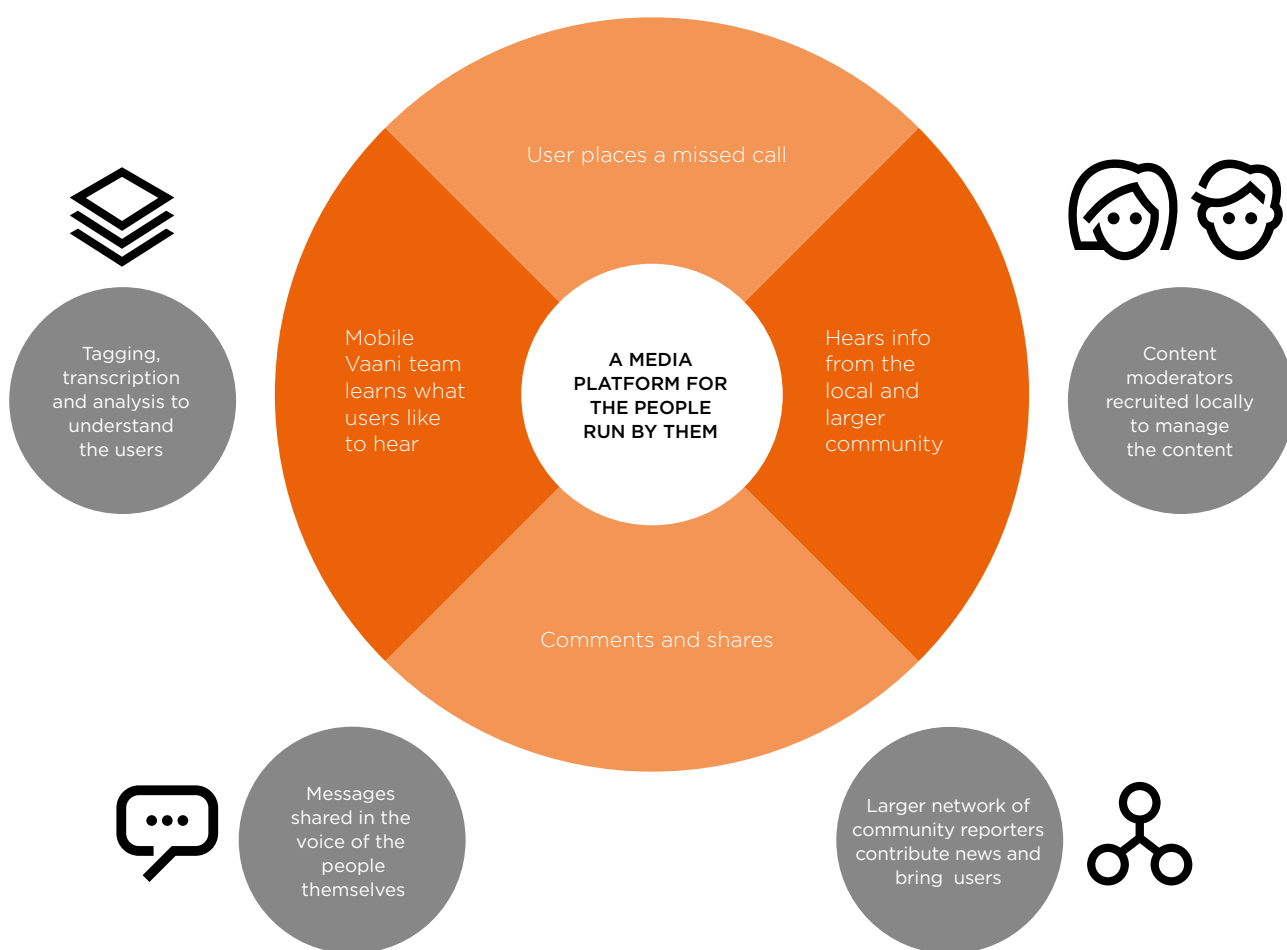 User places a missed call
Hears info
from the
local and
larger
community
Comments and shares
Mobile
Vaani team
learns what
users like
to hear
A MEDIA
PLATFORM FOR
THE PEOPLE
RUN BY THEM
Tagging,
transcription
and analysis to
understand
the users
Content
moderators
recruited locally
to manage
the content
Messages
shared in the
voice of the
people
themselves
Larger network of
community reporters
contribute news and
bring users